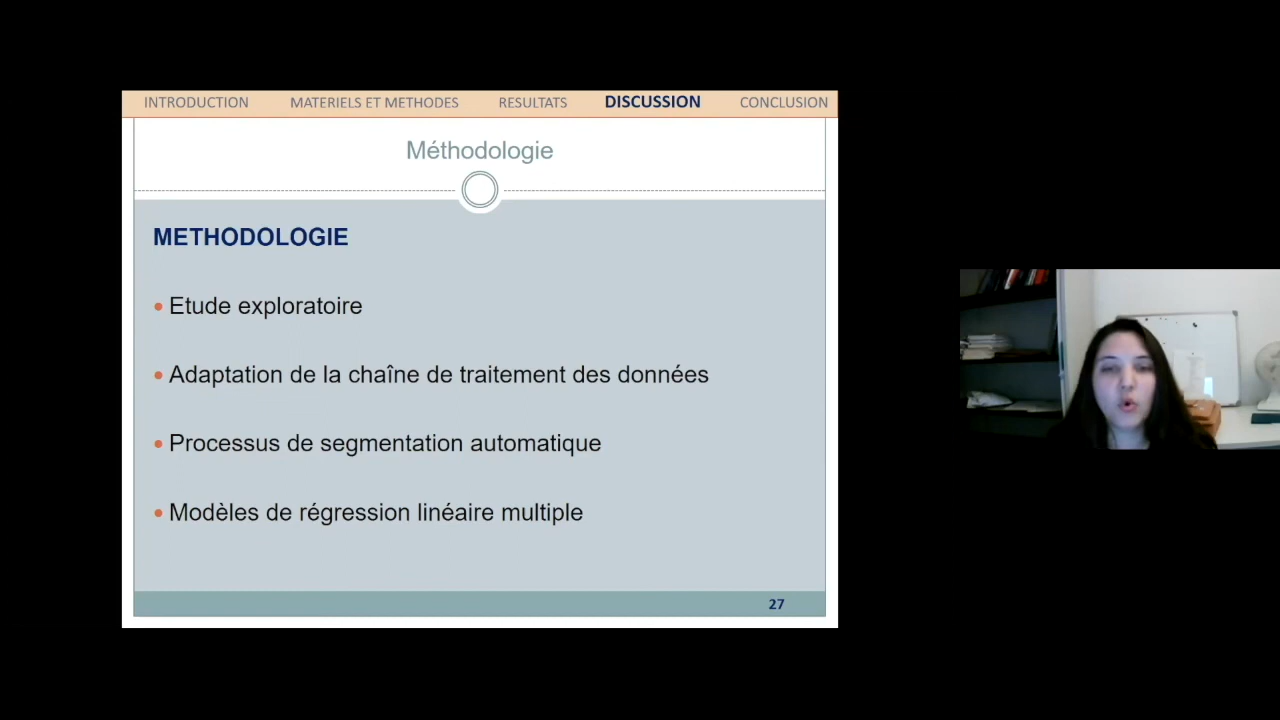 INTRODUCTION MATERIELS ET METHODES RESULTATS DISCUSSION CONCLUSION
Méthodologie
METHODOLOGIE
• Etude exploratoire
• Adaptation de la chaîne de traitement des données
• Processus de segmentation automatique
• Modèles de régression linéaire multiple
27